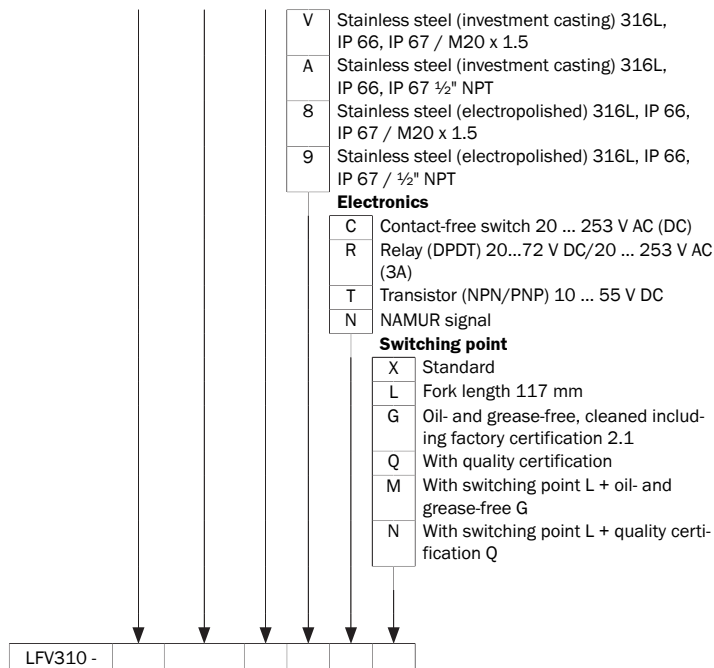 V Stainless steel (investment casting) 316L,
IP 66, IP 67 / M20 x 1.5
A Stainless steel (investment casting) 316L,
IP 66, IP 67 ½" NPT
8 Stainless steel (electropolished) 316L, IP 66,
IP 67 / M20 x 1.5
9 Stainless steel (electropolished) 316L, IP 66,
IP 67 / ½" NPT
Electronics
C Contact-free switch 20 ... 253 V AC (DC)
R Relay (DPDT) 20...72 V DC/20 ... 253 V AC
(3A)
T Transistor (NPN/PNP) 10 ... 55 V DC
N NAMUR signal
Switching point
X Standard
L Fork length 117 mm
G Oil- and grease-free, cleaned includ-
ing factory certification 2.1
Q With quality certification
M With switching point L + oil- and
grease-free G
N With switching point L + quality certi-
fication Q
LFV310 -